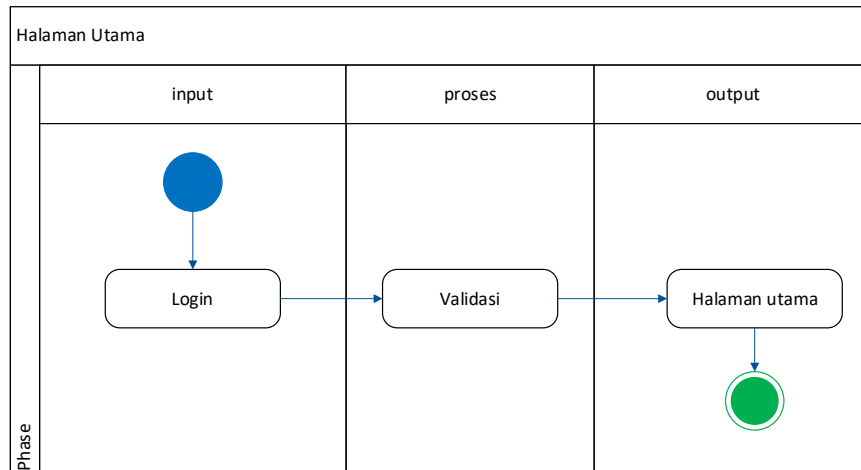 Halaman Utama
input
proses
output
Login
Validasi
Halaman utama
Phase